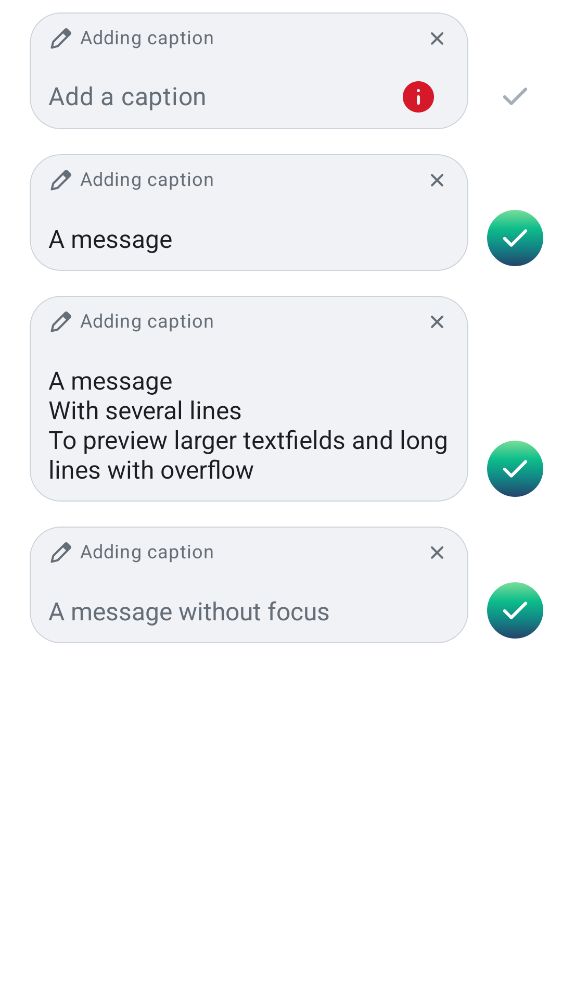 Adding caption
Add a caption
Adding caption
A message
Adding caption
A message
With several lines
To preview larger textfields and long
lines with overflow
Adding caption
A message without focus